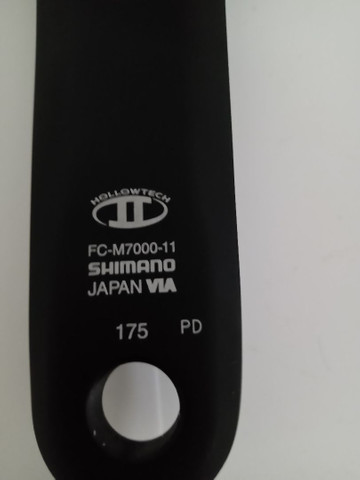 HOLLOWTECH
II
FC-M7000-11
SHIMANO
JAPAN VIA
175 PD